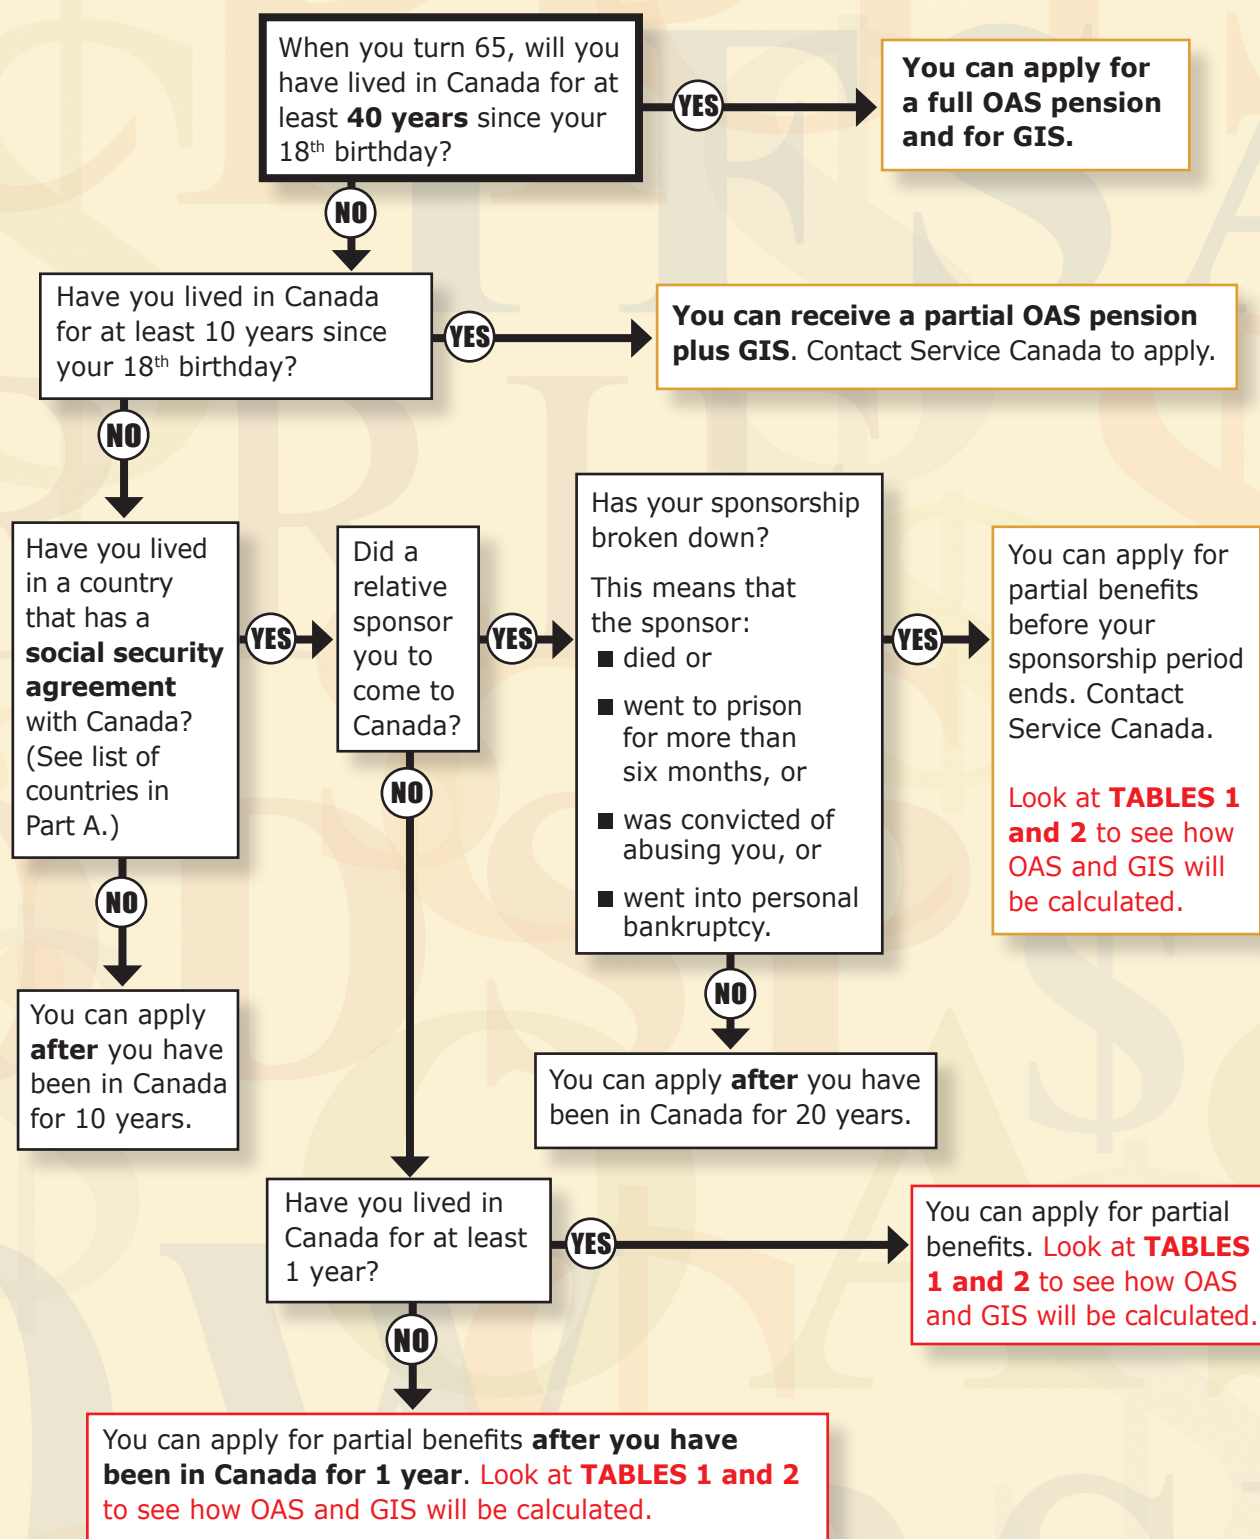 When you turn 65, will you
have lived in Canada for at
least 40 years since your
18th birthday?
YES
You can apply for
a full OAS pension
and for GIS.
NO
Have you lived in Canada
for at least 10 years since
your 18th birthday?
YES
You can receive a partial OAS pension
plus GIS. Contact Service Canada to apply.
NO
Have you lived
in a country
that has a
social security
agreement
with Canada?
(See list of
countries in
Part A.)
YES
Did a
relative
sponsor
you to
come to
Canada?
YES
Has your sponsorship
broken down?
This means that
the sponsor:
■ died or
■ went to prison
for more than
six months, or
■ was convicted of
abusing you, or
■ went into personal
bankruptcy.
YES
You can apply for
partial benefits
before your
sponsorship period
ends. Contact
Service Canada.
Look at TABLES 1
and 2 to see how
OAS and GIS will
be calculated.
NO
You can apply
after you have
been in Canada
for 10 years.
NO
NO
You can apply after you have
been in Canada for 20 years.
Have you lived in
Canada for at least
1 year?
YES
You can apply for partial
benefits. Look at TABLES
1 and 2 to see how OAS
and GIS will be calculated.
NO
You can apply for partial benefits after you have
been in Canada for 1 year. Look at TABLES 1 and 2
to see how OAS and GIS will be calculated.